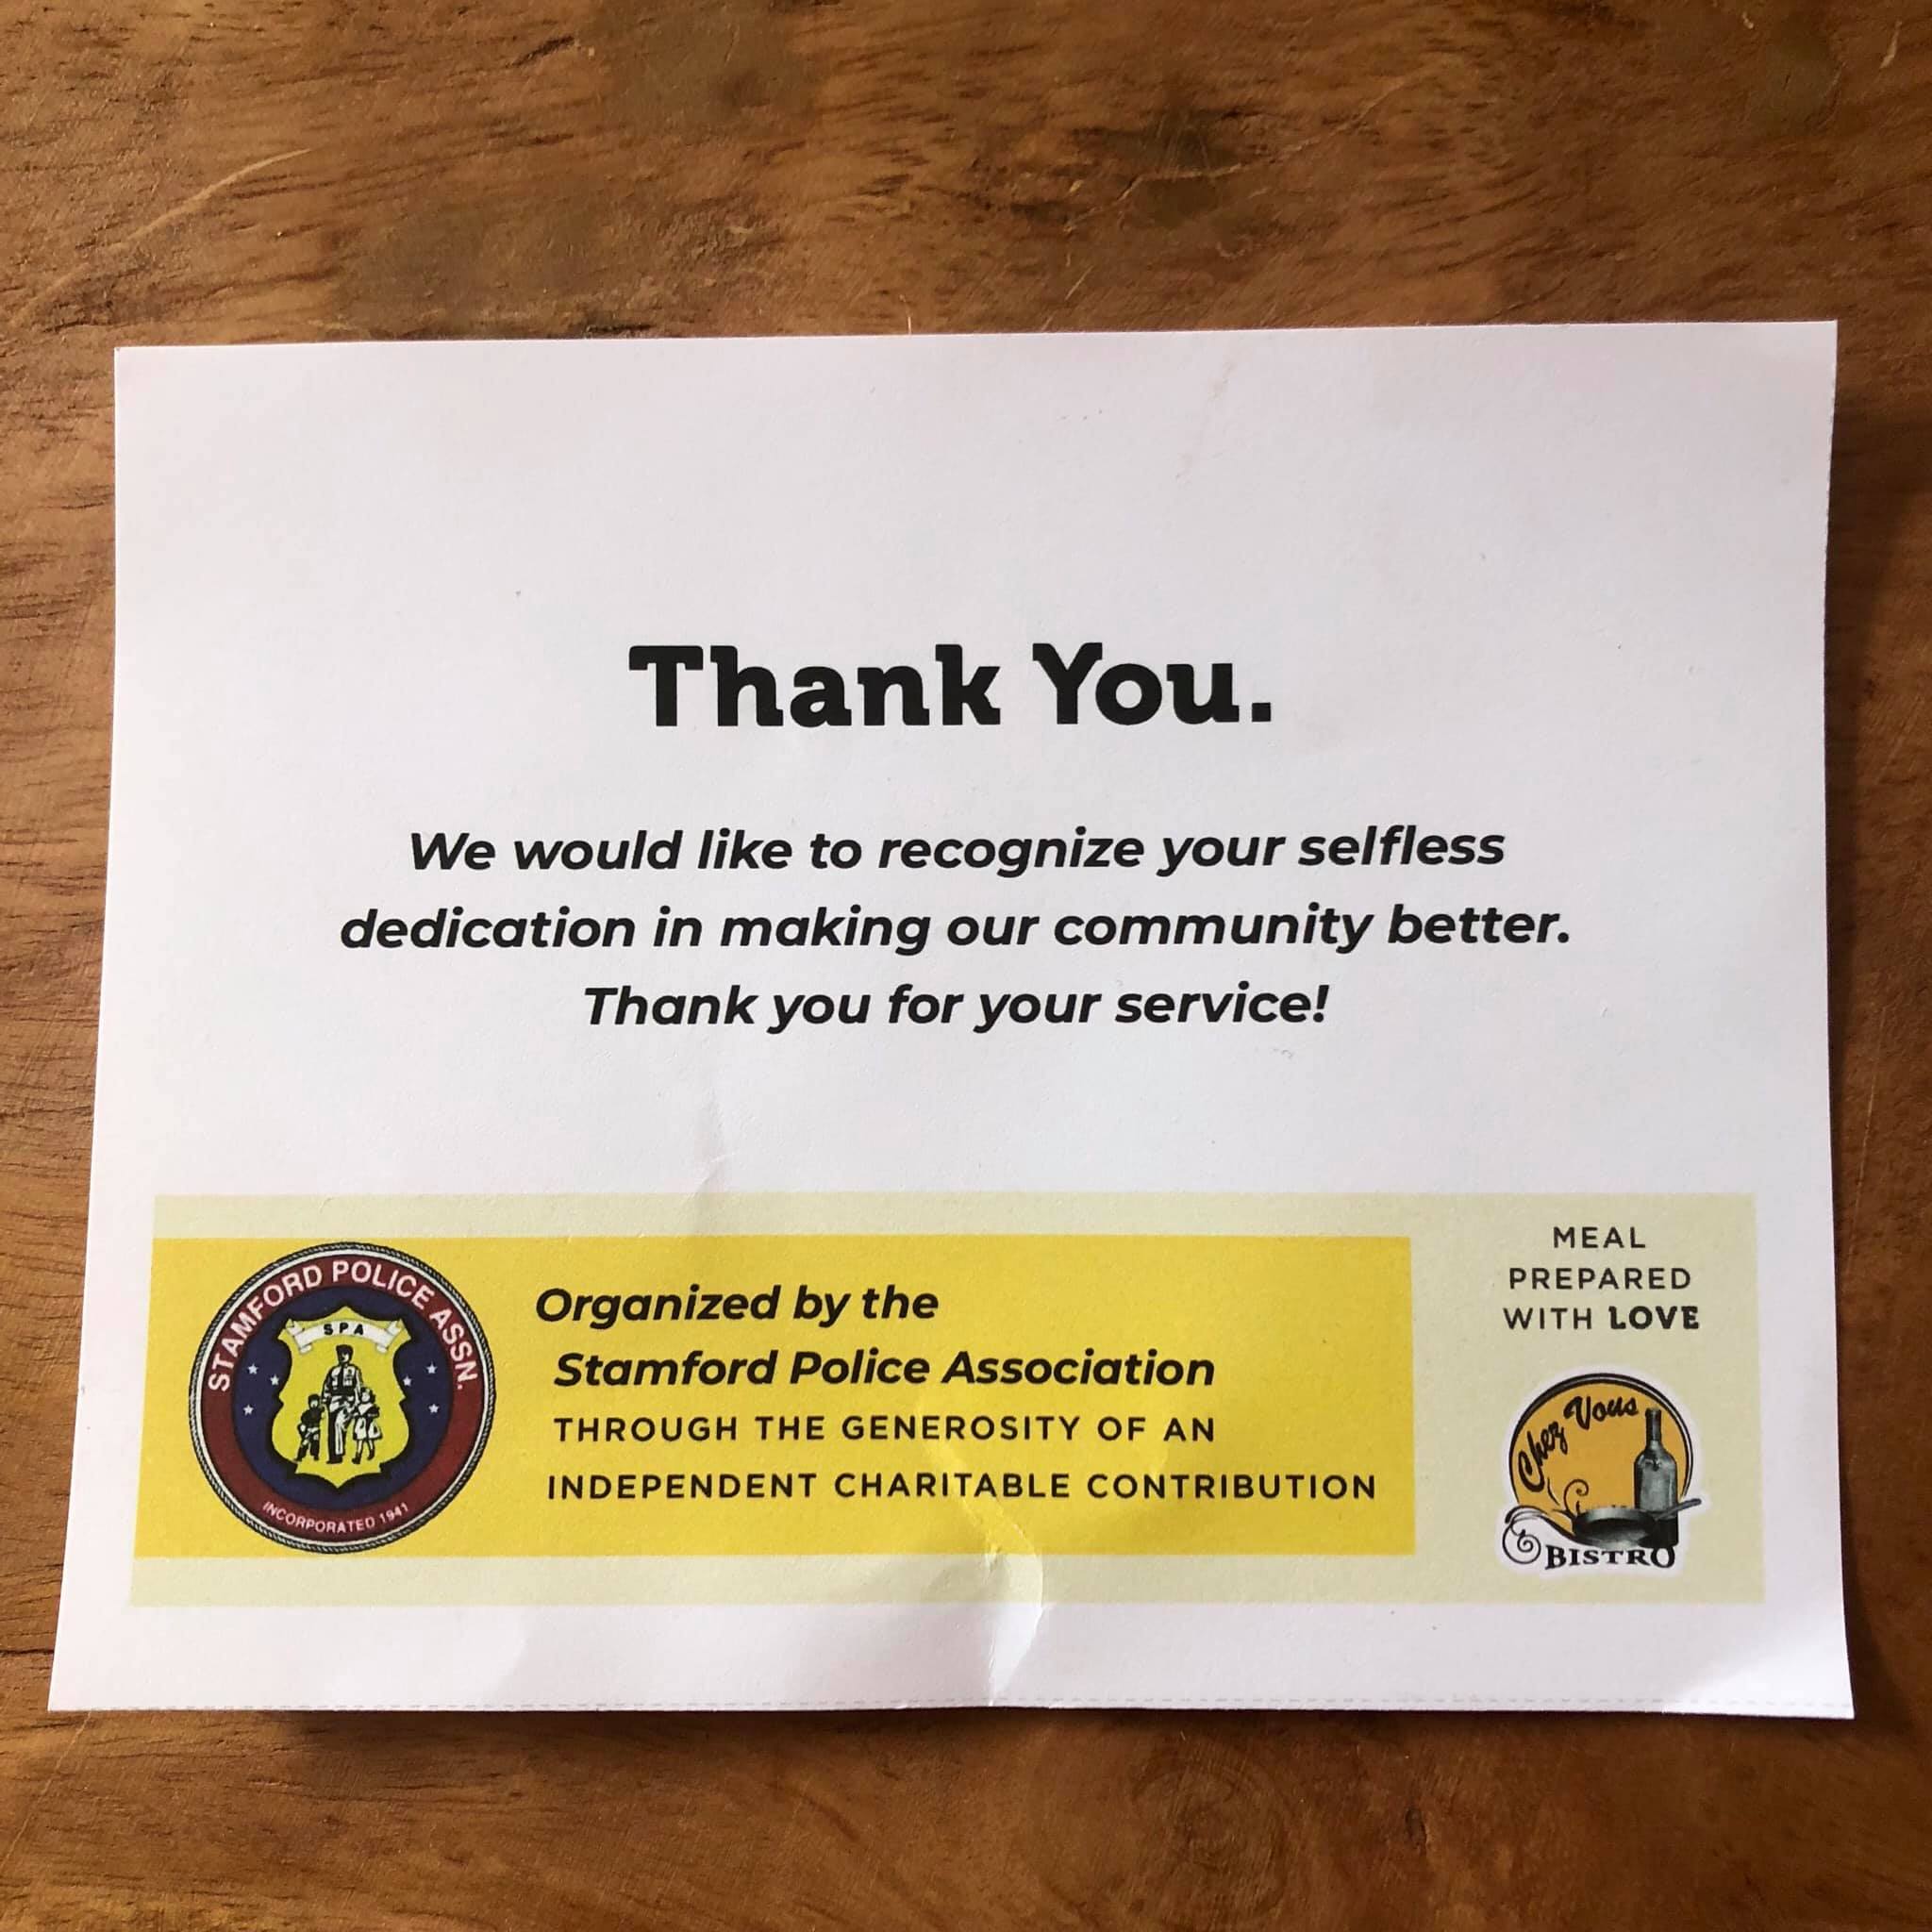 Thank You.
We would like to recognize your selfless
dedication in making our community better.
Thank you for your service!
STAMFORD POLICE ASSN.
SPA
INCORPORATED 1941
Organized by the
Stamford Police Association
THROUGH THE GENEROSITY OF AN
INDEPENDENT CHARITABLE CONTRIBUTION
MEAL
PREPARED
WITH LOVE
Chez Vous
BISTRO